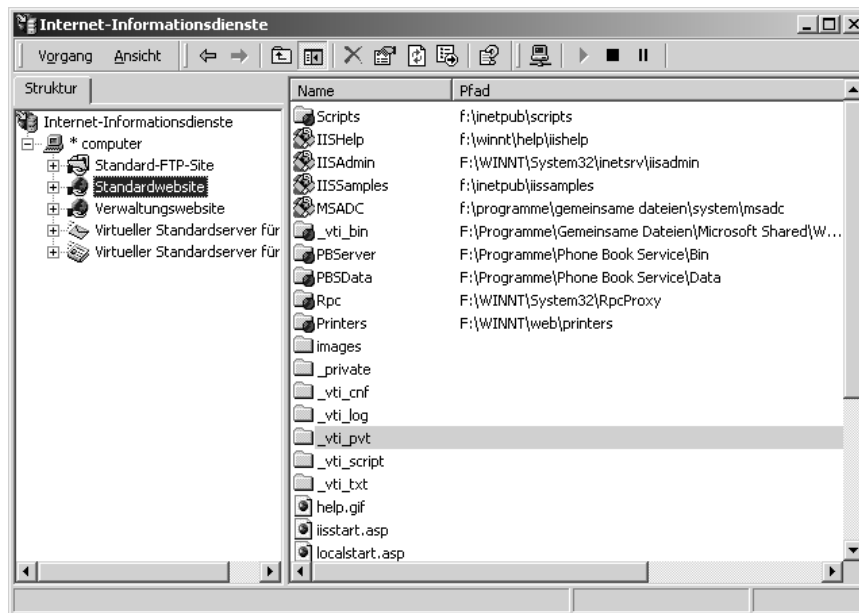 Internet-Informationsdienste
Vorgang Ansicht
Struktur
Internet-Informationsdienste
* computer
Standard-FTP-Site
Standardwebsite
Verwaltungswebsite
Virtueller Standardserver für
Virtueller Standardserver für
Name Pfad
Scripts f:\inetpub\scripts
IISHelp f:\winnt\help\iishelp
IISAdmin F:\WINNT\System32\inetsrv\iisadmin
IISSamples f:\inetpub\iissamples
MSADC f:\programme\gemeinsame dateien\system\msadc
_vti_bin F:\Programme\Gemeinsame Dateien\Microsoft Shared\W...
PBServer F:\Programme\Phone Book Service\Bin
PBSData F:\Programme\Phone Book Service\Data
Rpc F:\WINNT\System32\RpcProxy
Printers F:\WINNT\web\printers
images
_private
_vti_cnf
_vti_log
_vti_pvt
_vti_script
_vti_txt
help.gif
iisstart.asp
localstart.asp